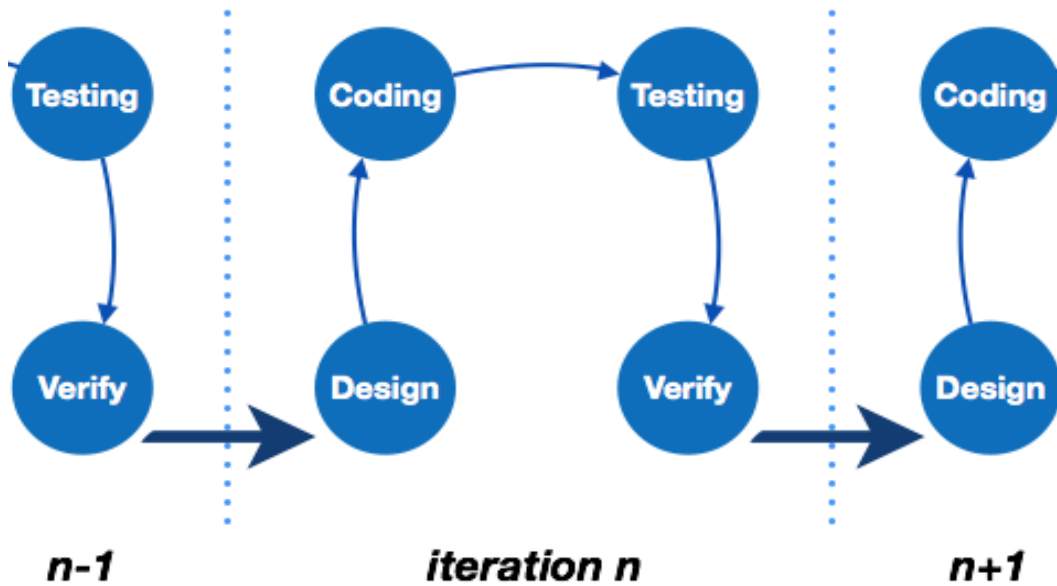 Testing
Coding
Testing
Coding
Verify
Design
Verify
Design
n-1
iteration n
n+1